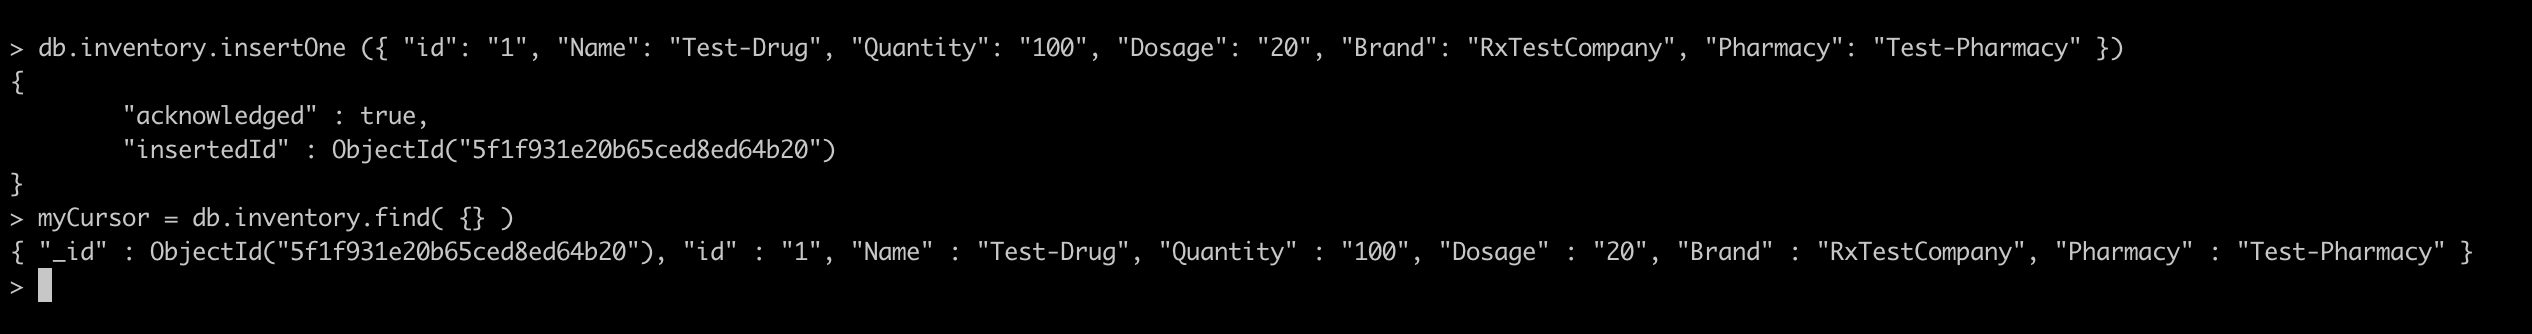 > db.inventory.insertOne ({ "id": "1", "Name": "Test-Drug", "Quantity": "100", "Dosage": "20", "Brand": "RxTestCompany", "Pharmacy": "Test-Pharmacy" })
{
        "acknowledged" : true,
        "insertedId" : ObjectId("5f1f931e20b65ced8ed64b20")
}
> myCursor = db.inventory.find( {} )
{ "_id" : ObjectId("5f1f931e20b65ced8ed64b20"), "id" : "1", "Name" : "Test-Drug", "Quantity" : "100", "Dosage" : "20", "Brand" : "RxTestCompany", "Pharmacy" : "Test-Pharmacy" }
>